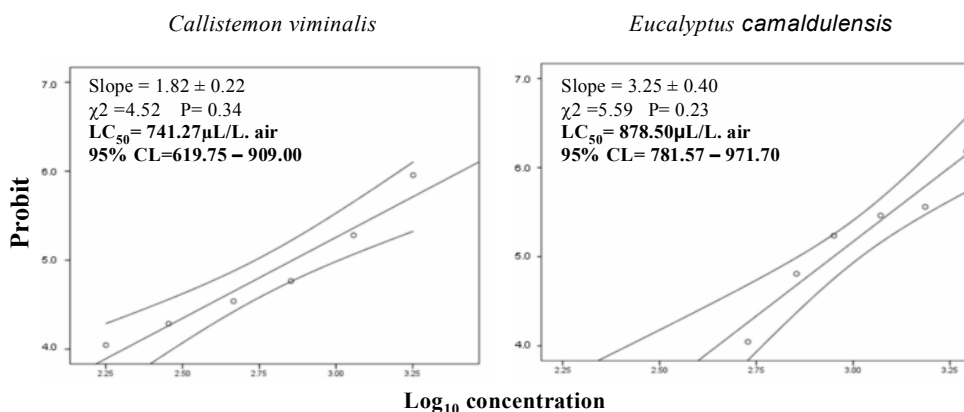 Callistemon viminalis
Eucalyptus camaldulensis
Slope = 1.82 ± 0.22
χ2 =4.52 P= 0.34
LC50= 741.27µL/L. air
95% CL=619.75 – 909.00
Slope = 3.25 ± 0.40
χ2=5.59 P= 0.23
LC50= 878.50µL/L. air
95% CL= 781.57 – 971.70
Probit
7.0
6.0
5.0
4.0
2.25 2.50 2.75 3.00 3.25
7.0
6.0
5.0
4.0
2.25 2.50 2.75 3.00 3.25
Log10 concentration